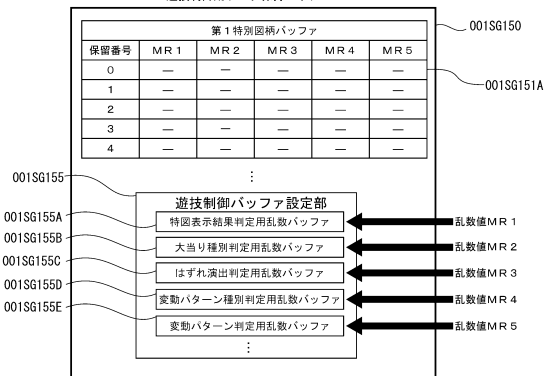 001SG150
第1特別図柄バッファ
保留番号 MR1 MR2 MR3 MR4 MR5
0 ― ― ― ― ―
1 ― ― ― ― ―
2 ― ― ― ― ―
3 ― ― ― ― ―
4 ― ― ― ― ―
001SG151A
⋮
001SG155
遊技制御バッファ設定部
001SG155A 特図表示結果判定用乱数バッファ 乱数値MR1
001SG155B 大当り種別判定用乱数バッファ 乱数値MR2
001SG155C はずれ演出判定用乱数バッファ 乱数値MR3
001SG155D 変動パターン種別判定用乱数バッファ 乱数値MR4
001SG155E 変動パターン判定用乱数バッファ 乱数値MR5
⋮